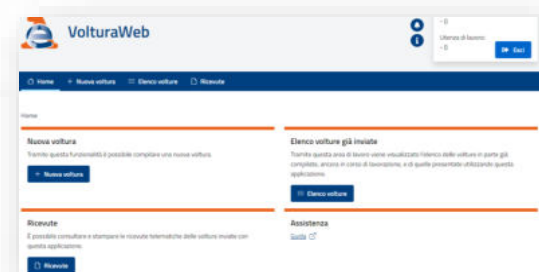 VolturaWeb
- 0
Utenza di lavoro:
- 0
Esci
Home
Nuova voltura
Elenco volture
Ricevute
Home
Nuova voltura
Tramite questa funzionalità è possibile compilare una nuova voltura.
Nuova voltura
Elenco volture già inviate
Tramite questa area di lavoro viene visualizzato l'elenco delle volture in parte già
compilate, ancora in corso di lavorazione, e di quelle presentate utilizzando questa
applicazione.
Elenco volture
Ricevute
È possibile consultare e stampare le ricevute telematiche delle volture inviate con
questa applicazione.
Ricevute
Assistenza
Guida